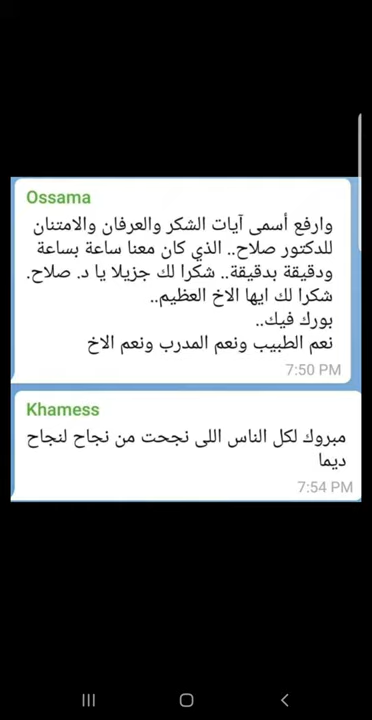 Ossama
وارفع أسمى آيات الشكر والعرفان والامتنان
للدكتور صلاح.. الذي كان معنا ساعة بساعة
ودقيقة بدقيقة.. شكرا لك جزيلا يا د. صلاح.
شكرا لك ايها الاخ العظيم..
بورك فيك..
نعم الطبيب ونعم المدرب ونعم الاخ
7:50 PM
Khamess
مبروك لكل الناس اللى نجحت من نجاح لنجاح
ديما
7:54 PM